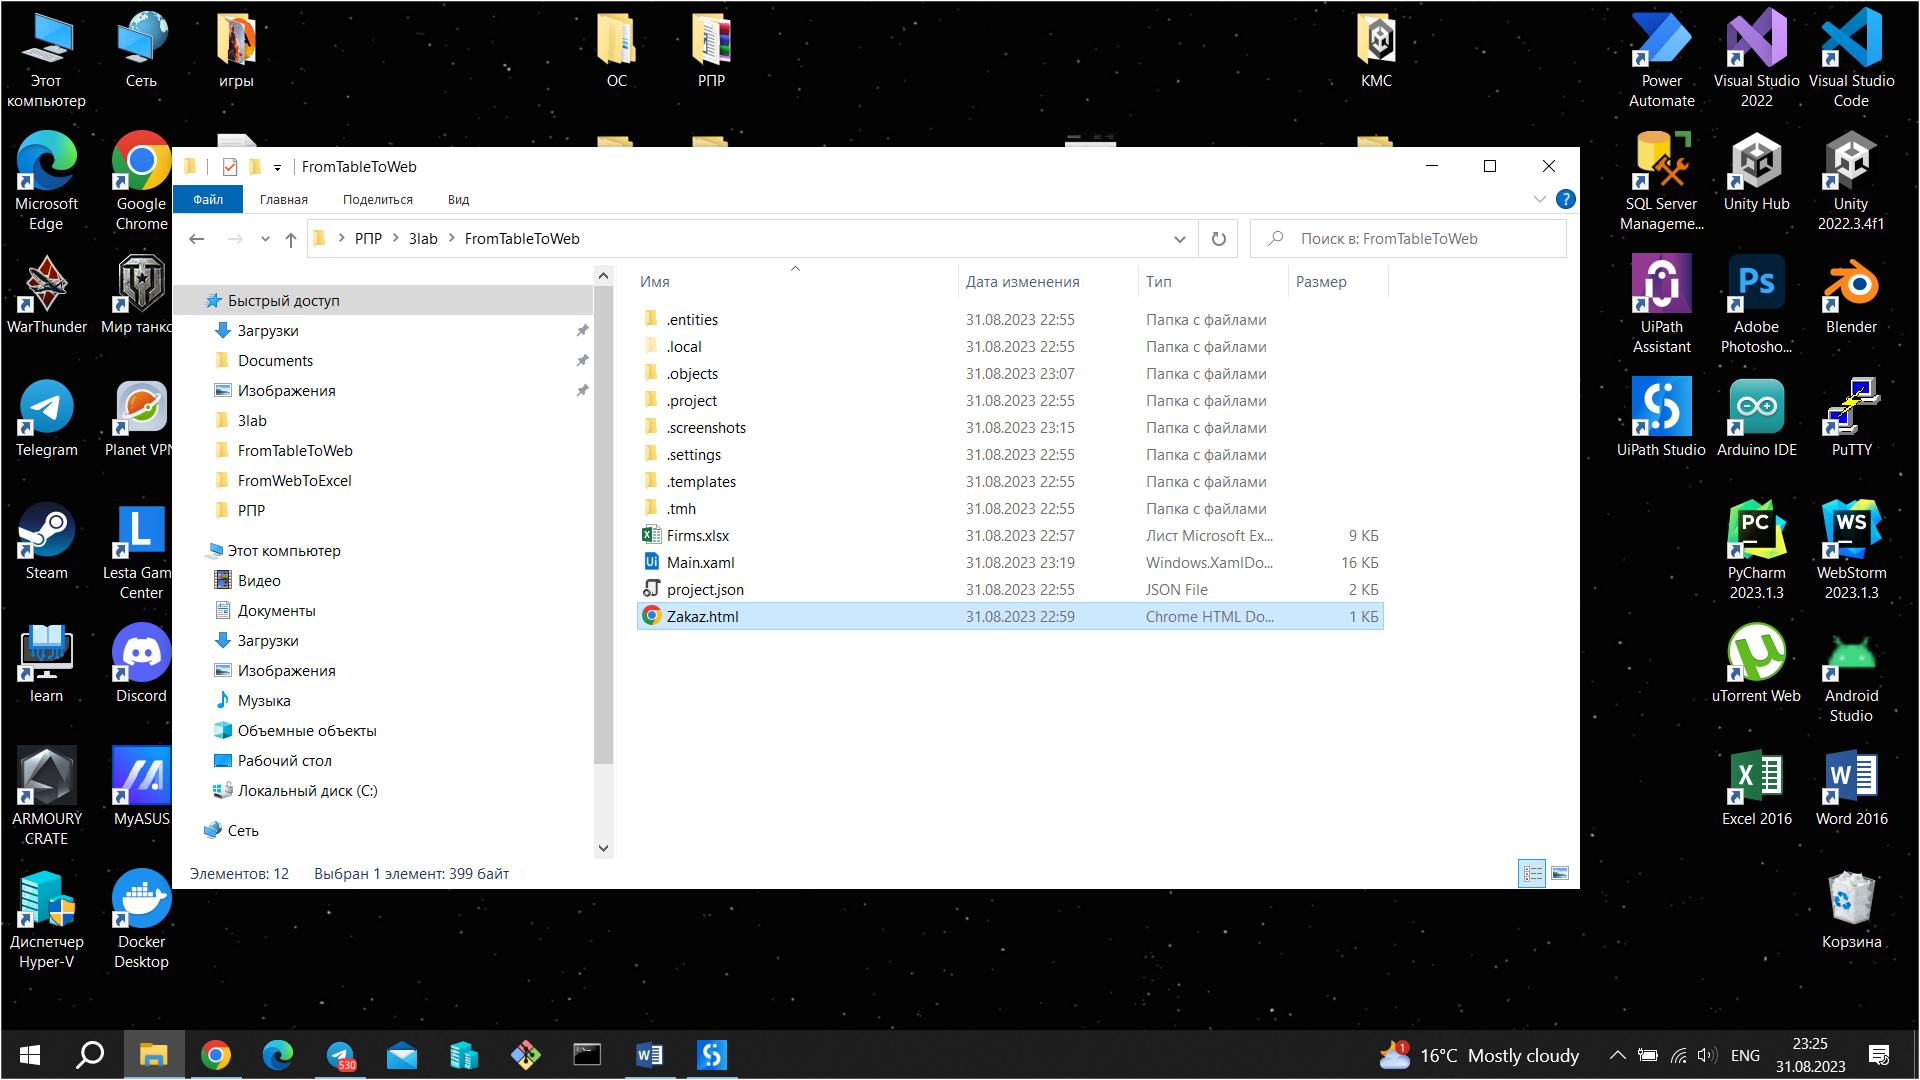 Этот компьютер
Сеть
игры
ОС
РПР
КМС
Power Automate
Visual Studio 2022
Visual Studio Code
Microsoft Edge
Google Chrome
SQL Server Manageme...
Unity Hub
Unity 2022.3.4f1
WarThunder
Мир танко
UiPath Assistant
Adobe Photosho...
Blender
Telegram
Planet VPN
UiPath Studio
Arduino IDE
PuTTY
Steam
Lesta Gam
Center
PyCharm 2023.1.3
WebStorm 2023.1.3
learn
Discord
uTorrent Web
Android Studio
ARMOURY CRATE
MyASUS
Excel 2016
Word 2016
Диспетчер Hyper-V
Docker Desktop
Корзина
FromTableToWeb
Файл Главная Поделиться Вид
РПР 3lab FromTableToWeb
Поиск в: FromTableToWeb
Быстрый доступ
Загрузки
Documents
Изображения
3lab
FromTableToWeb
FromWebToExcel
РПР
Этот компьютер
Видео
Документы
Загрузки
Изображения
Музыка
Объемные объекты
Рабочий стол
Локальный диск (C:)
Сеть
Имя Дата изменения Тип Размер
.entities 31.08.2023 22:55 Папка с файлами
.local 31.08.2023 22:55 Папка с файлами
.objects 31.08.2023 23:07 Папка с файлами
.project 31.08.2023 22:55 Папка с файлами
.screenshots 31.08.2023 23:15 Папка с файлами
.settings 31.08.2023 22:55 Папка с файлами
.templates 31.08.2023 22:55 Папка с файлами
.tmh 31.08.2023 22:55 Папка с файлами
Firms.xlsx 31.08.2023 22:57 Лист Microsoft Ex... 9 КБ
Main.xaml 31.08.2023 23:19 Windows.XamlDo... 16 КБ
project.json 31.08.2023 22:55 JSON File 2 КБ
Zakaz.html 31.08.2023 22:59 Chrome HTML Do... 1 КБ
Элементов: 12 Выбран 1 элемент: 399 байт
530
1
16°C Mostly cloudy
ENG
23:25
31.08.2023